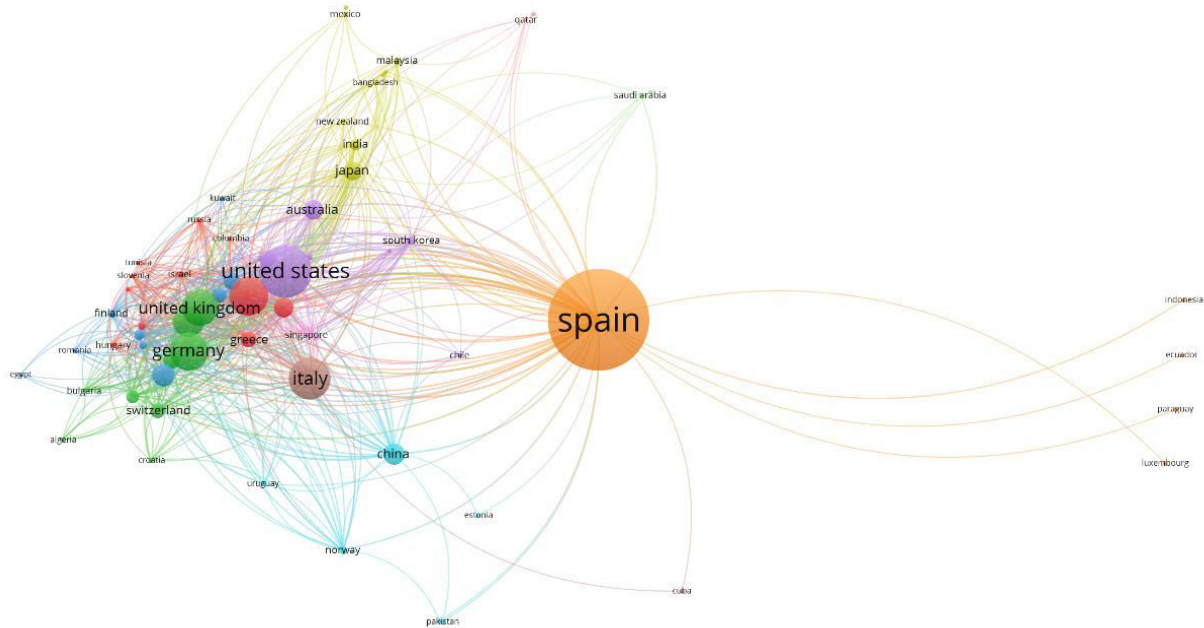 mexico
qatar
malaysia
bangladesh
saudi arabia
new zealand
india
japan
kuwait
australia
russia
columbia
south korea
tunisia
slovenia
israel
united states
indonesia
united kingdom
finland
spain
singapore
greece
hungary
romania
germany
chile
ecuador
egypt
italy
bulgaria
switzerland
paraguay
algeria
croatia
china
luxembourg
uruguay
estonia
norway
cuba
pakistan